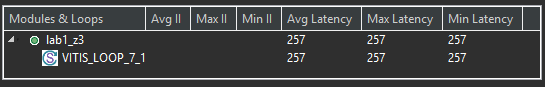 Modules & Loops Avg II Max II Min II Avg Latency Max Latency Min Latency
lab1_z3 257 257 257
VITIS_LOOP_7_1 257 257 257